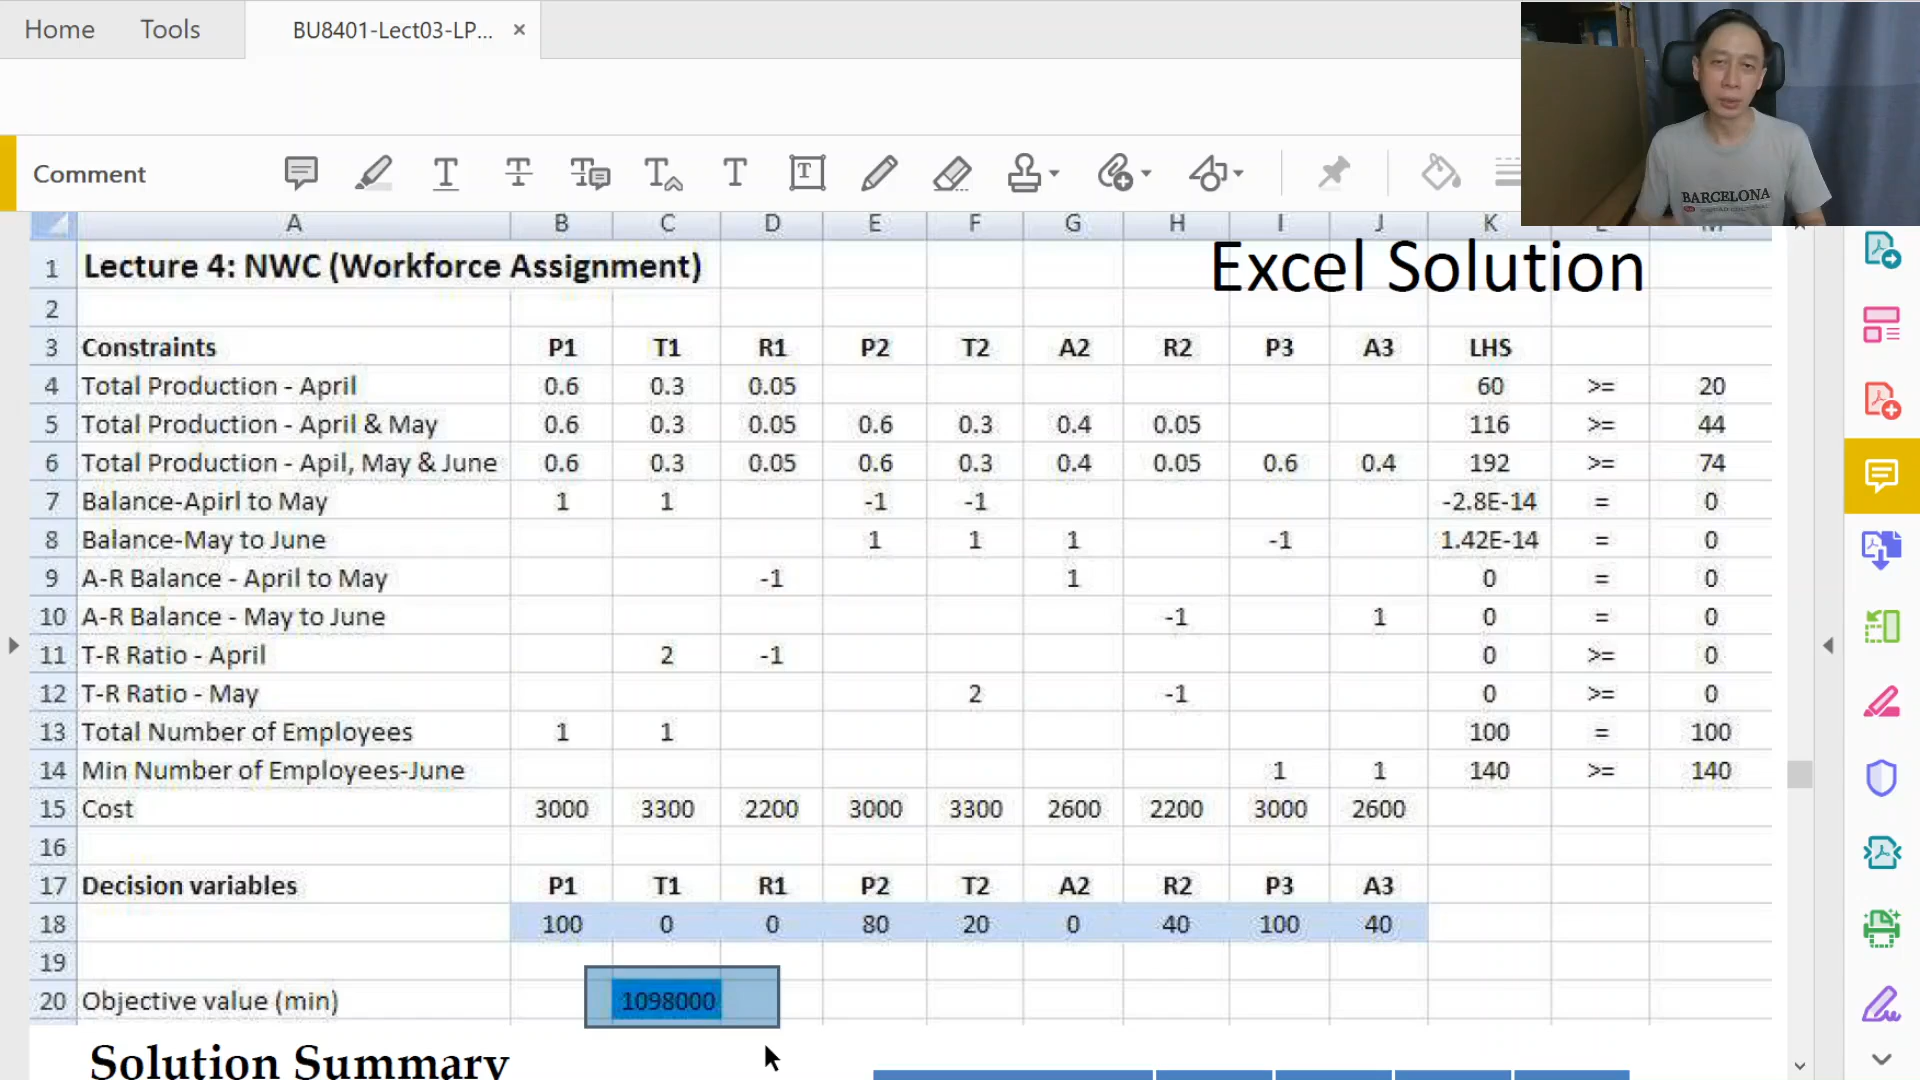 Home Tools BU8401-Lect03-LP... ×
Comment
A B C D E F G H I J K
1 Lecture 4: NWC (Workforce Assignment) Excel Solution
2
3 Constraints P1 T1 R1 P2 T2 A2 R2 P3 A3 LHS
4 Total Production - April 0.6 0.3 0.05 60 >= 20
5 Total Production - April & May 0.6 0.3 0.05 0.6 0.3 0.4 0.05 116 >= 44
6 Total Production - Apil, May & June 0.6 0.3 0.05 0.6 0.3 0.4 0.05 0.6 0.4 192 >= 74
7 Balance-Apirl to May 1 1 -1 -1 -2.8E-14 = 0
8 Balance-May to June 1 1 1 -1 1.42E-14 = 0
9 A-R Balance - April to May -1 1 0 = 0
10 A-R Balance - May to June -1 1 0 = 0
11 T-R Ratio - April 2 -1 0 >= 0
12 T-R Ratio - May 2 -1 0 >= 0
13 Total Number of Employees 1 1 100 = 100
14 Min Number of Employees-June 1 1 140 >= 140
15 Cost 3000 3300 2200 3000 3300 2600 2200 3000 2600
16
17 Decision variables P1 T1 R1 P2 T2 A2 R2 P3 A3
18 100 0 0 80 20 0 40 100 40
19
20 Objective value (min) 1098000
Solution Summary
BARCELONA